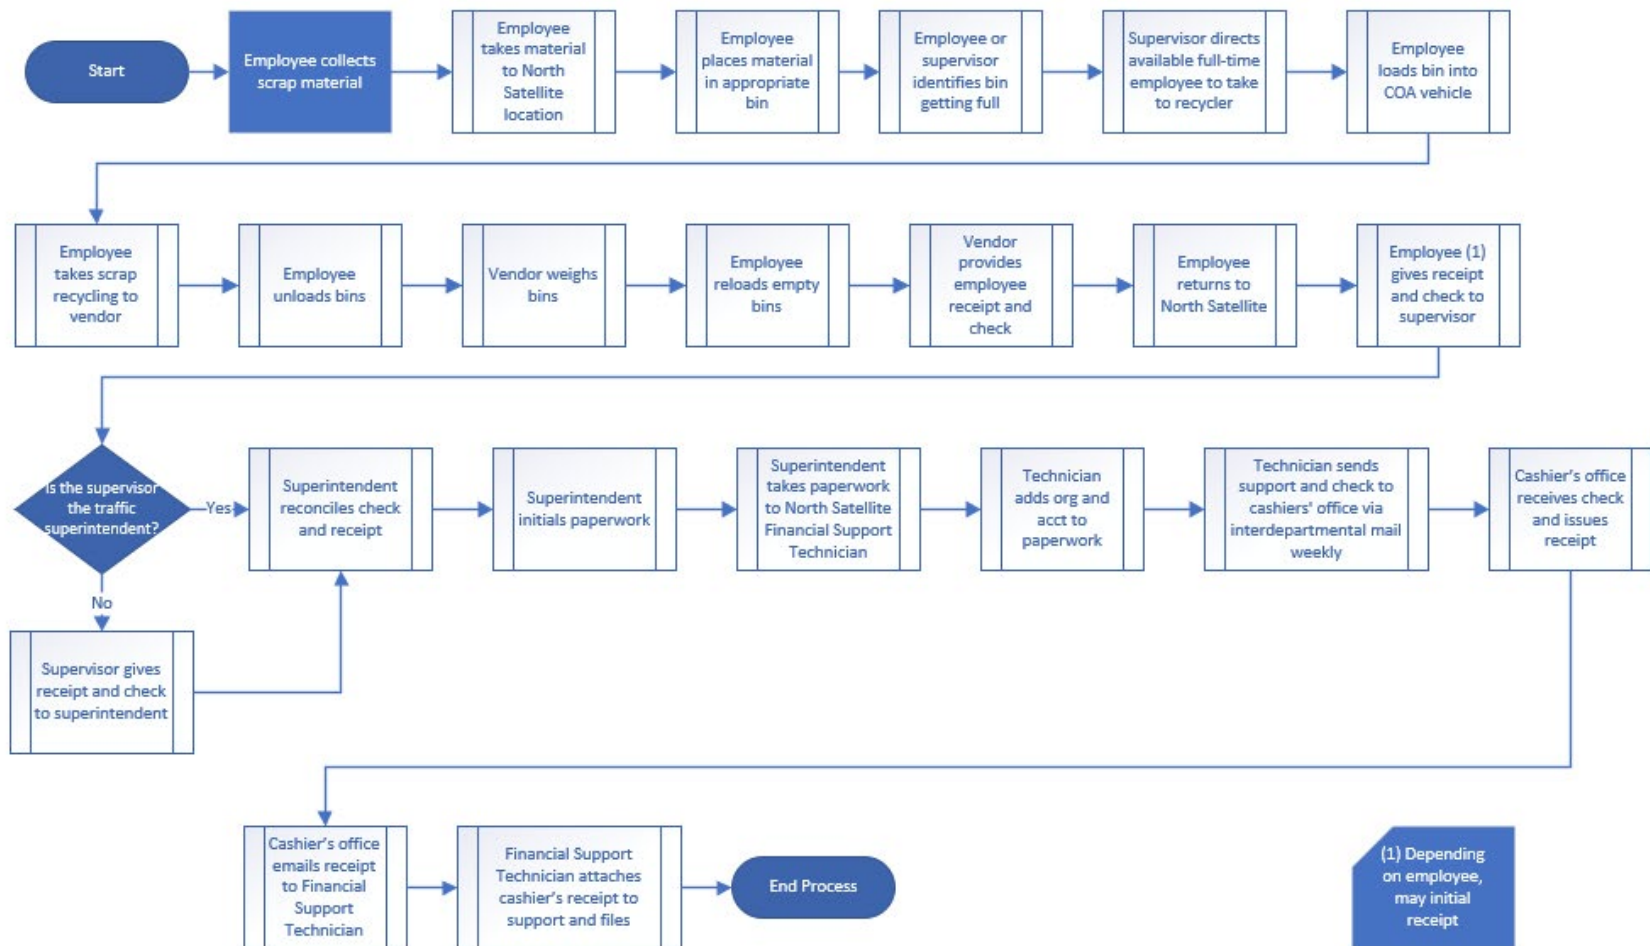 Start
Employee collects
scrap material
Employee
takes material
to North
Satellite
location
Employee
places material
in appropriate
bin
Employee or
supervisor
identifies bin
getting full
Supervisor directs
available full-time
employee to take
to recycler
Employee
loads bin into
COA vehicle
Employee
takes scrap
recycling to
vendor
Employee
unloads bins
Vendor weighs
bins
Employee
reloads empty
bins
Vendor
provides
employee
receipt and
check
Employee
returns to
North Satellite
Employee (1)
gives receipt
and check to
supervisor
Is the supervisor
the traffic
superintendent?
Yes
Superintendent
reconciles check
and receipt
Superintendent
initials paperwork
Superintendent
takes paperwork
to North Satellite
Financial Support
Technician
Technician
adds org and
acct to
paperwork
Technician sends
support and check to
cashiers' office via
interdepartmental mail
weekly
Cashier's office
receives check
and issues
receipt
No
Supervisor gives
receipt and check
to superintendent
Cashier's office
emails receipt
to Financial
Support
Technician
Financial Support
Technician attaches
cashier's receipt to
support and files
End Process
(1) Depending
on employee,
may initial
receipt